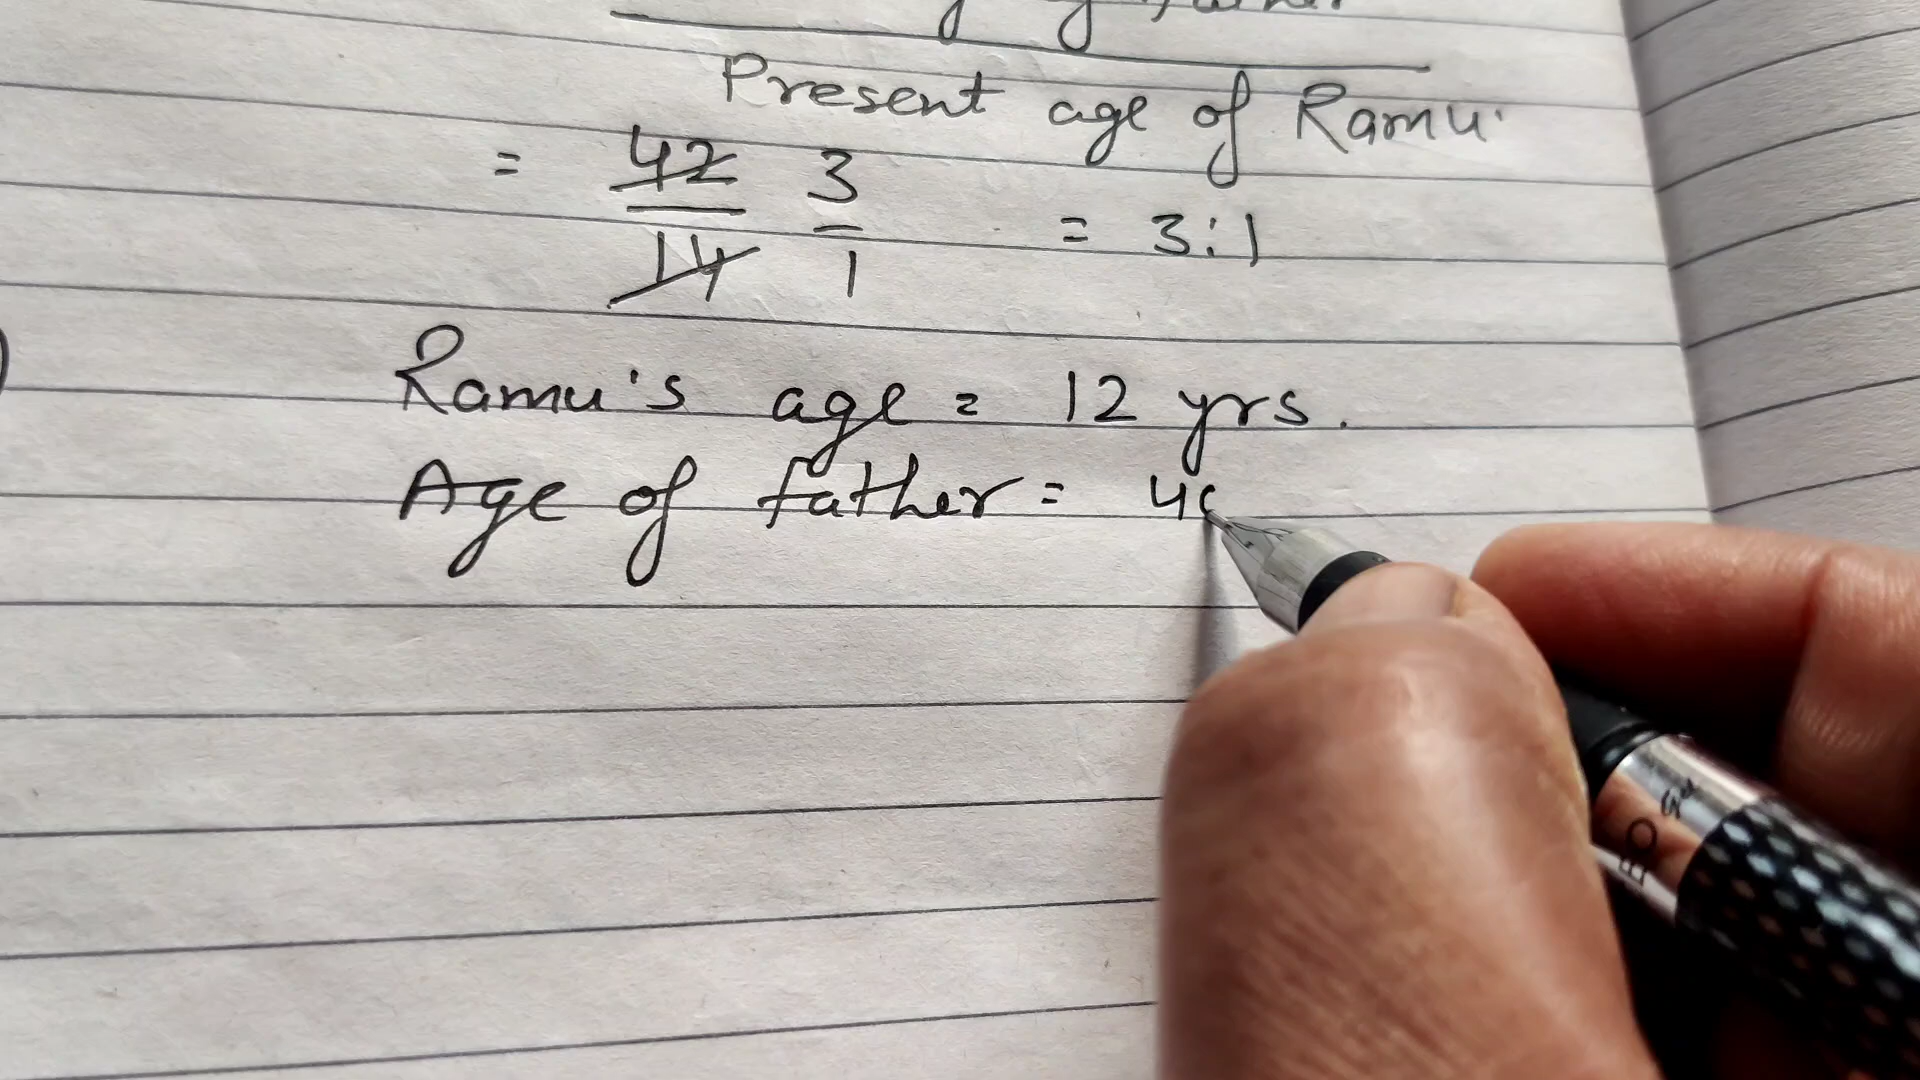 Present age of Ramu.
= 42/14 3/1 = 3:1
Ramu's age = 12 yrs.
Age of father = 4